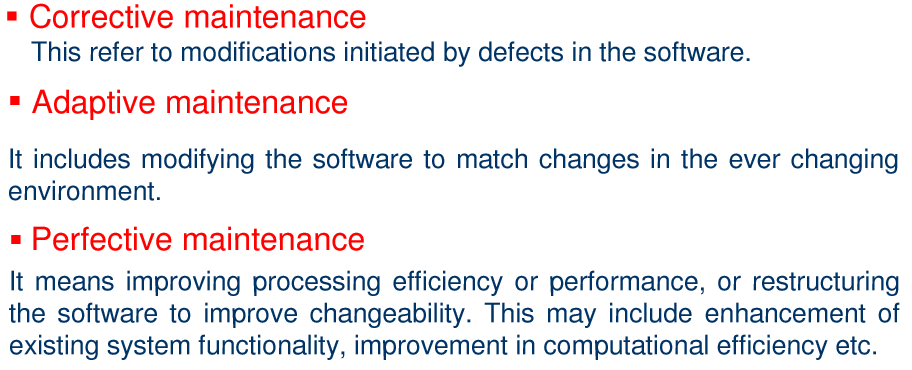 ▪ Corrective maintenance
This refer to modifications initiated by defects in the software.
▪ Adaptive maintenance
It includes modifying the software to match changes in the ever changing
environment.
▪ Perfective maintenance
It means improving processing efficiency or performance, or restructuring
the software to improve changeability. This may include enhancement of
existing system functionality, improvement in computational efficiency etc.